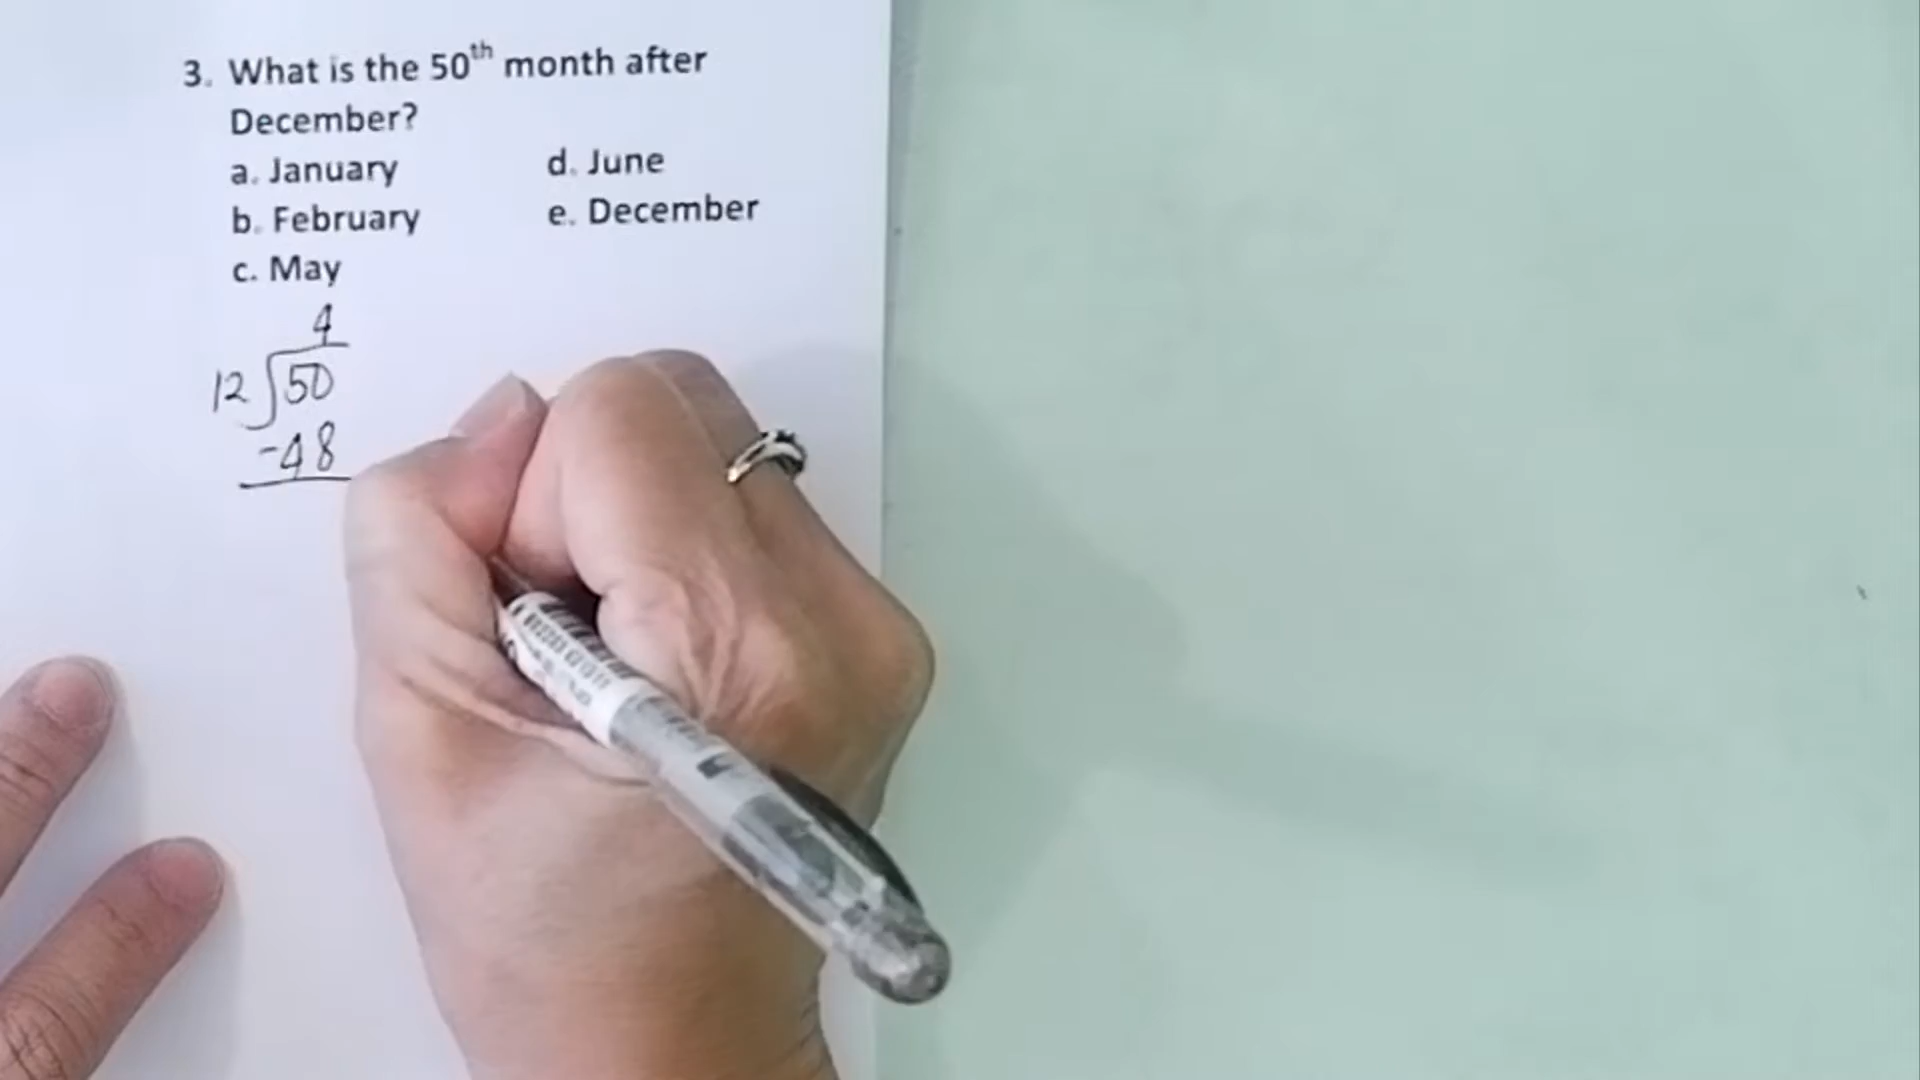 3. What is the 50th month after
December?
a. January
d. June
b. February
e. December
c. May
4
12 50
-48